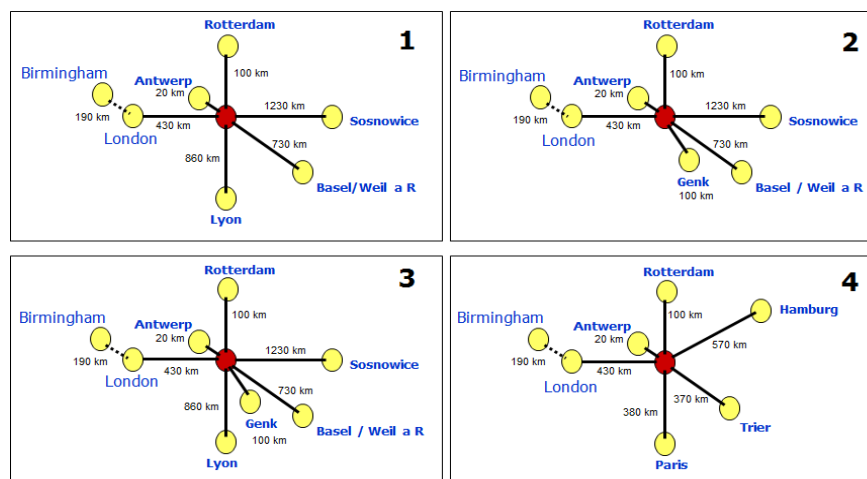 1
Rotterdam
100 km
Birmingham
Antwerp
20 km
190 km
London
430 km
1230 km
Sosnowice
860 km
730 km
Basel/Weil a R
Lyon
2
Rotterdam
100 km
Birmingham
Antwerp
20 km
190 km
London
430 km
1230 km
Sosnowice
730 km
Genk
100 km
Basel / Weil a R
3
Rotterdam
100 km
Birmingham
Antwerp
20 km
190 km
London
430 km
1230 km
Sosnowice
860 km
730 km
Genk
100 km
Basel / Weil a R
Lyon
4
Rotterdam
100 km
Hamburg
Birmingham
Antwerp
20 km
570 km
190 km
London
430 km
370 km
380 km
Trier
Paris